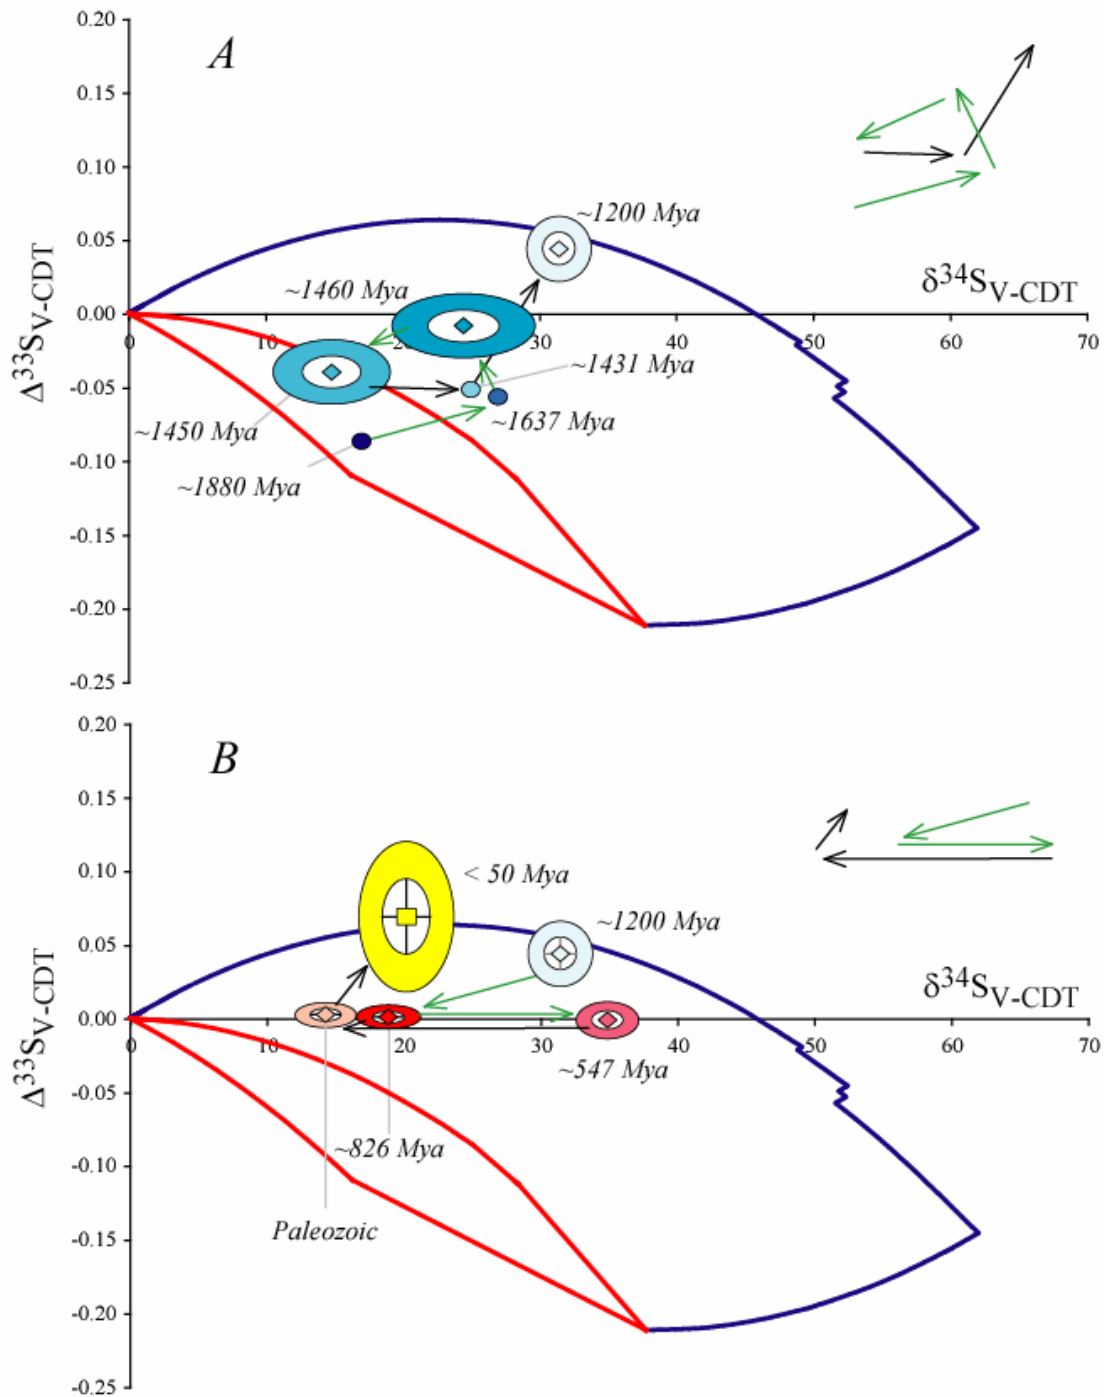 A
0.20
0.15
0.10
0.05
0.00
-0.05
-0.10
-0.15
-0.20
-0.25
Δ33SV-CDT
0 10 20 30 40 50 60 70
δ34SV-CDT
~1200 Mya
~1460 Mya
~1431 Mya
~1637 Mya
~1450 Mya
~1880 Mya
B
0.20
0.15
0.10
0.05
0.00
-0.05
-0.10
-0.15
-0.20
-0.25
Δ33SV-CDT
0 10 20 30 40 50 60 70
δ34SV-CDT
< 50 Mya
~1200 Mya
~547 Mya
~826 Mya
Paleozoic